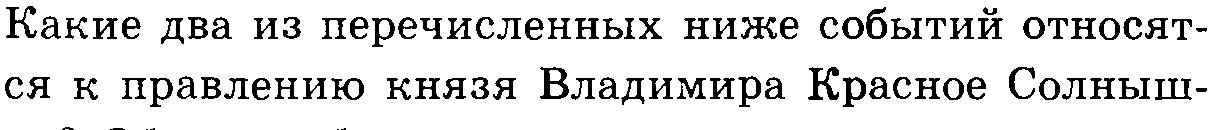 Какие два из перечисленных ниже событий относят-
ся к правлению князя Владимира Красное Солныш-